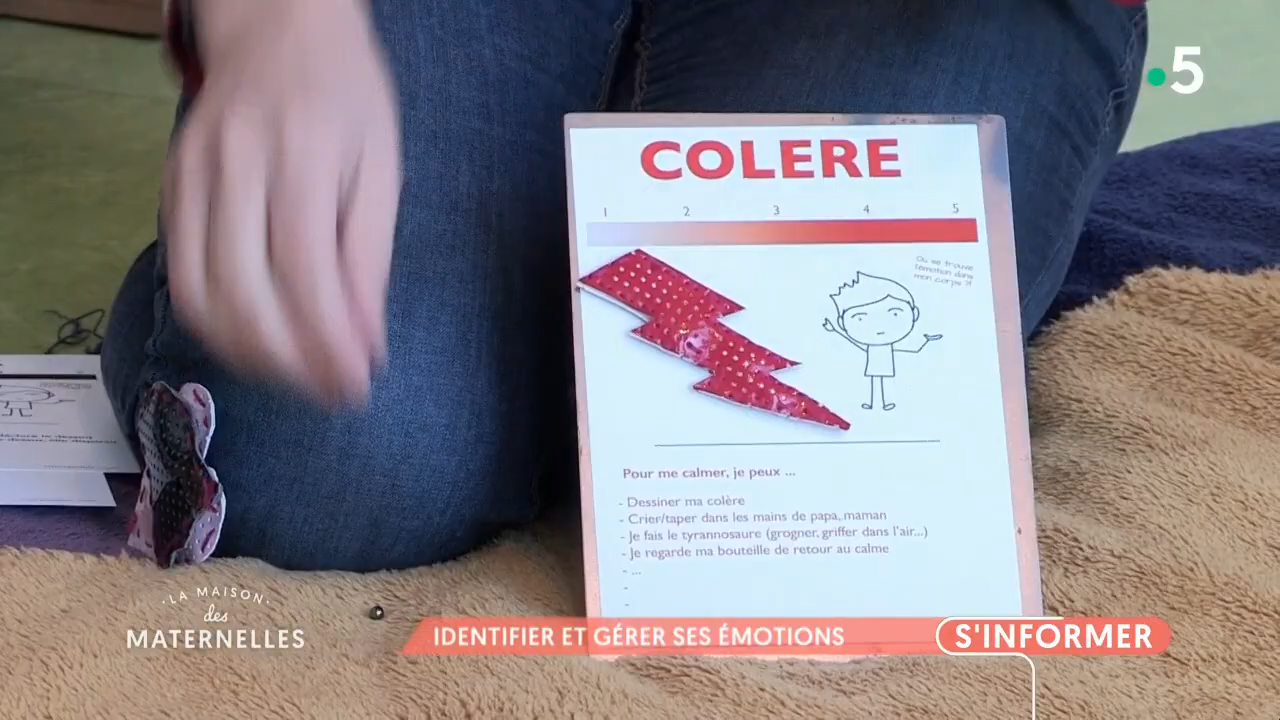 5
COLERE
1 2 3 4 5
Où se trouve
l'émotion dans
mon corps ?!
Pour me calmer, je peux ...
- Dessiner ma colère
- Crier/taper dans les mains de papa, maman
- Je fais le tyrannosaure (grogner, griffer dans l'air...)
- Je regarde ma bouteille de retour au calme
- ...
-
-
LA MAISON
des
MATERNELLES
IDENTIFIER ET GÉRER SES ÉMOTIONS
S'INFORMER